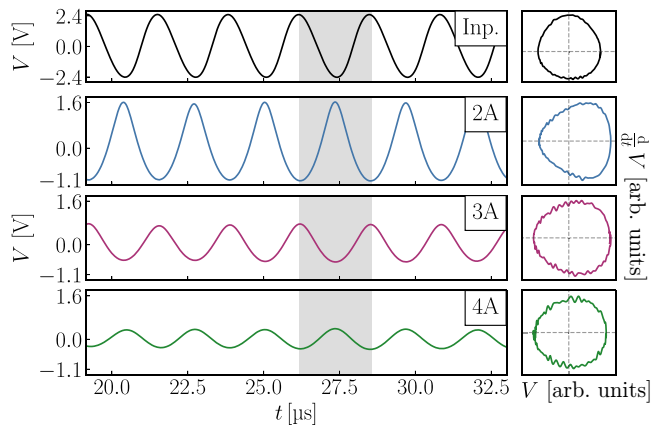 2.4
0.0
−2.4
V [V]
Inp.
1.6
0.0
−1.1
2A
1.6
0.0
−1.1
V [V]
3A
1.6
0.0
−1.1
4A
20.0 22.5 25.0 27.5 30.0 32.5
t [µs]
d/dt V [arb. units]
V [arb. units]